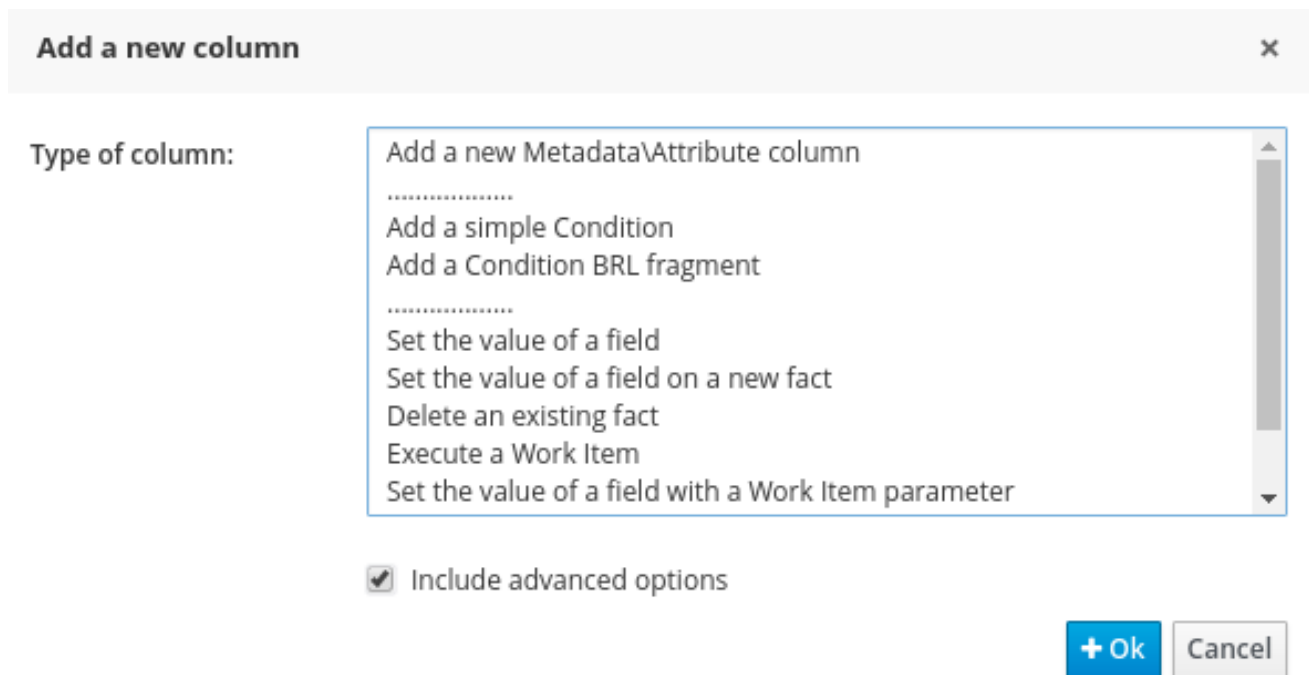 Add a new column
×
Type of column:
Add a new Metadata\Attribute column
...................
Add a simple Condition
Add a Condition BRL fragment
...................
Set the value of a field
Set the value of a field on a new fact
Delete an existing fact
Execute a Work Item
Set the value of a field with a Work Item parameter
Include advanced options
+ Ok Cancel